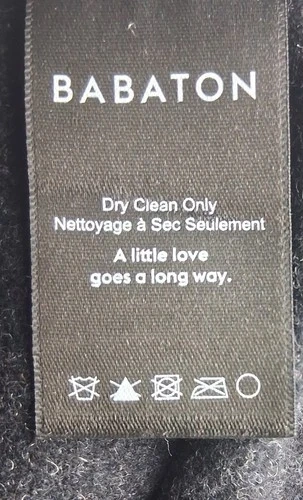 BABATON
Dry Clean Only
Nettoyage à Sec Seulement
A little love
goes a long way.